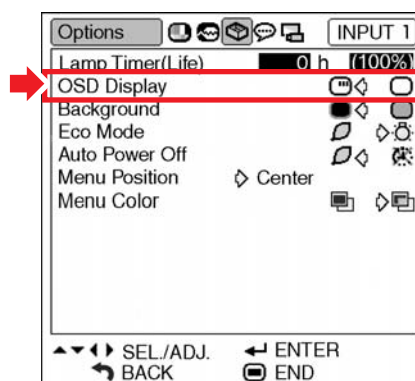 Options INPUT 1
Lamp Timer(Life) 0 h (100%)
OSD Display
Background
Eco Mode
Auto Power Off
Menu Position Center
Menu Color
SEL./ADJ. ENTER
BACK END